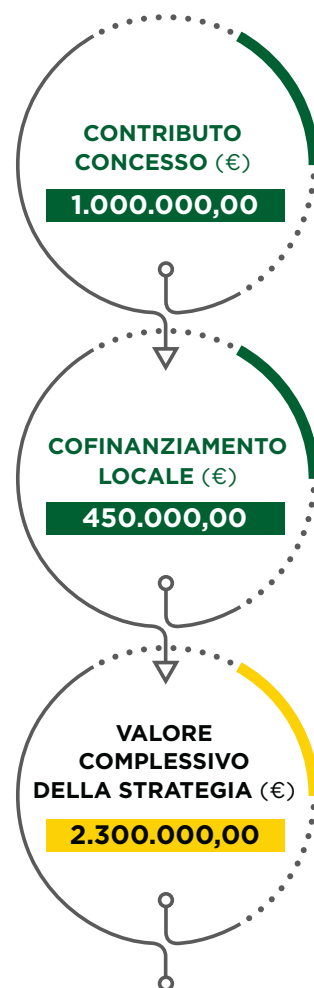 CONTRIBUTO
CONCESSO (€)
1.000.000,00
COFINANZIAMENTO
LOCALE (€)
450.000,00
VALORE
COMPLESSIVO
DELLA STRATEGIA (€)
2.300.000,00